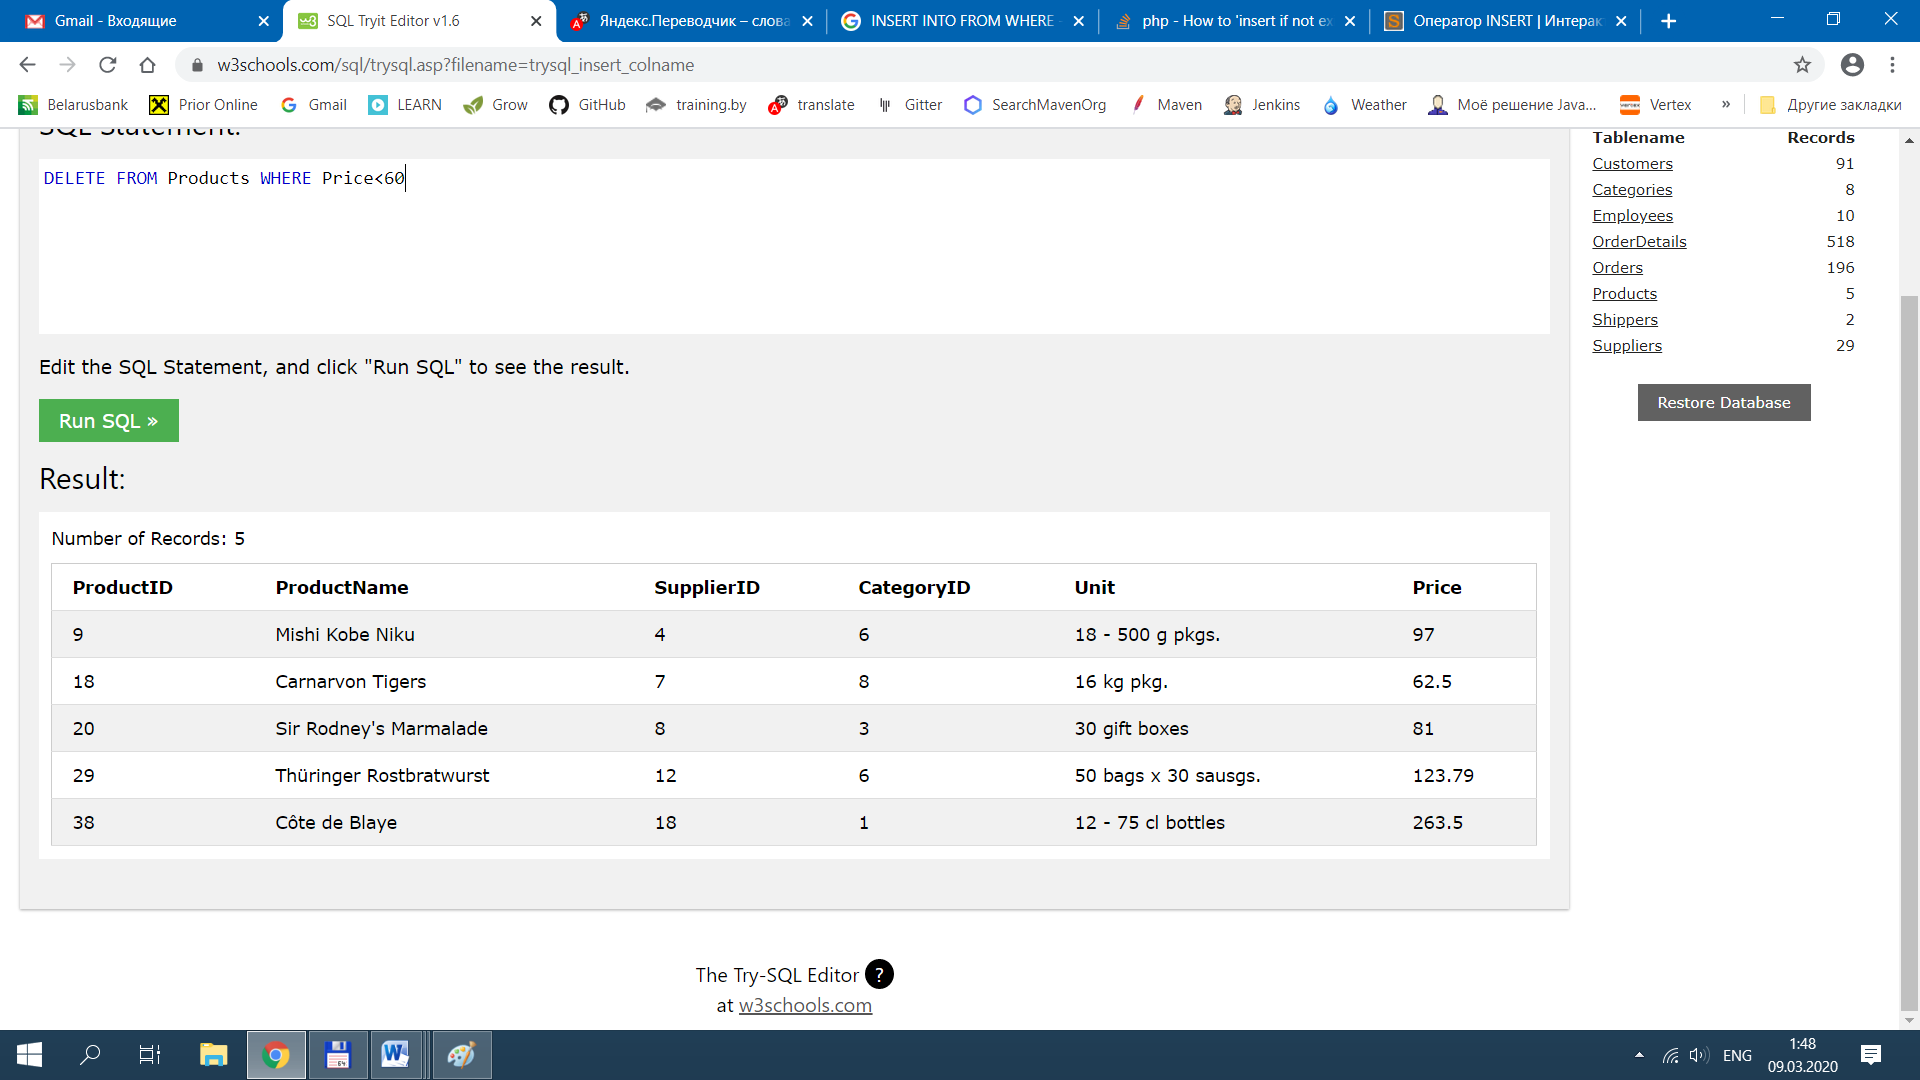 Gmail - Входящие
SQL Tryit Editor v1.6
Яндекс.Переводчик – слова
INSERT INTO FROM WHERE -
php - How to 'insert if not ex
Оператор INSERT | Интерак
w3schools.com/sql/trysql.asp?filename=trysql_insert_colname
Belarusbank
Prior Online
Gmail
LEARN
Grow
GitHub
training.by
translate
Gitter
SearchMavenOrg
Maven
Jenkins
Weather
Моё решение Java...
Vertex
»
Другие закладки
SQL Statement:
DELETE FROM Products WHERE Price<60
Edit the SQL Statement, and click "Run SQL" to see the result.
Run SQL »
Result:
Number of Records: 5
ProductID ProductName SupplierID CategoryID Unit Price
9 Mishi Kobe Niku 4 6 18 - 500 g pkgs. 97
18 Carnarvon Tigers 7 8 16 kg pkg. 62.5
20 Sir Rodney's Marmalade 8 3 30 gift boxes 81
29 Thüringer Rostbratwurst 12 6 50 bags x 30 sausgs. 123.79
38 Côte de Blaye 18 1 12 - 75 cl bottles 263.5
Tablename Records
Customers 91
Categories 8
Employees 10
OrderDetails 518
Orders 196
Products 5
Shippers 2
Suppliers 29
Restore Database
The Try-SQL Editor ?
at w3schools.com
ENG
1:48
09.03.2020